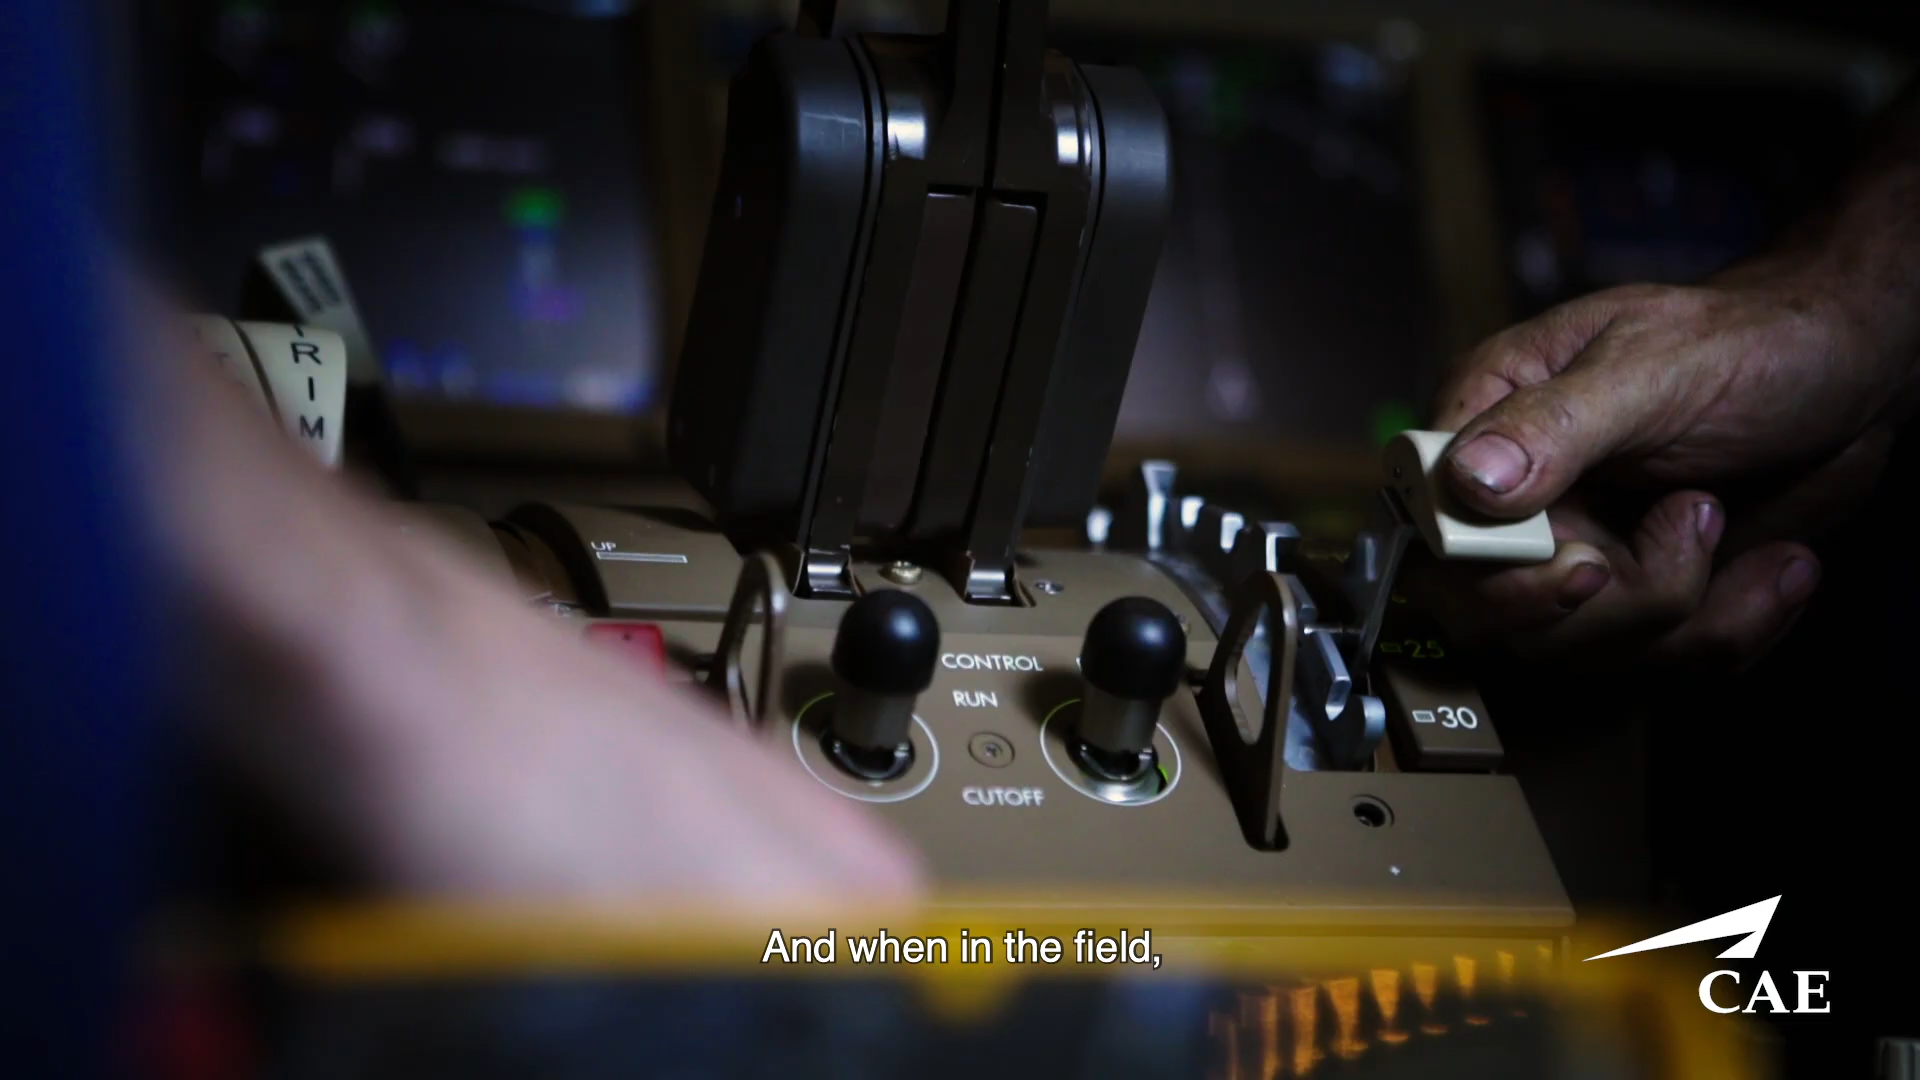 TRIM
UP
CONTROL
RUN
CUTOFF
25
30
And when in the field,
CAE